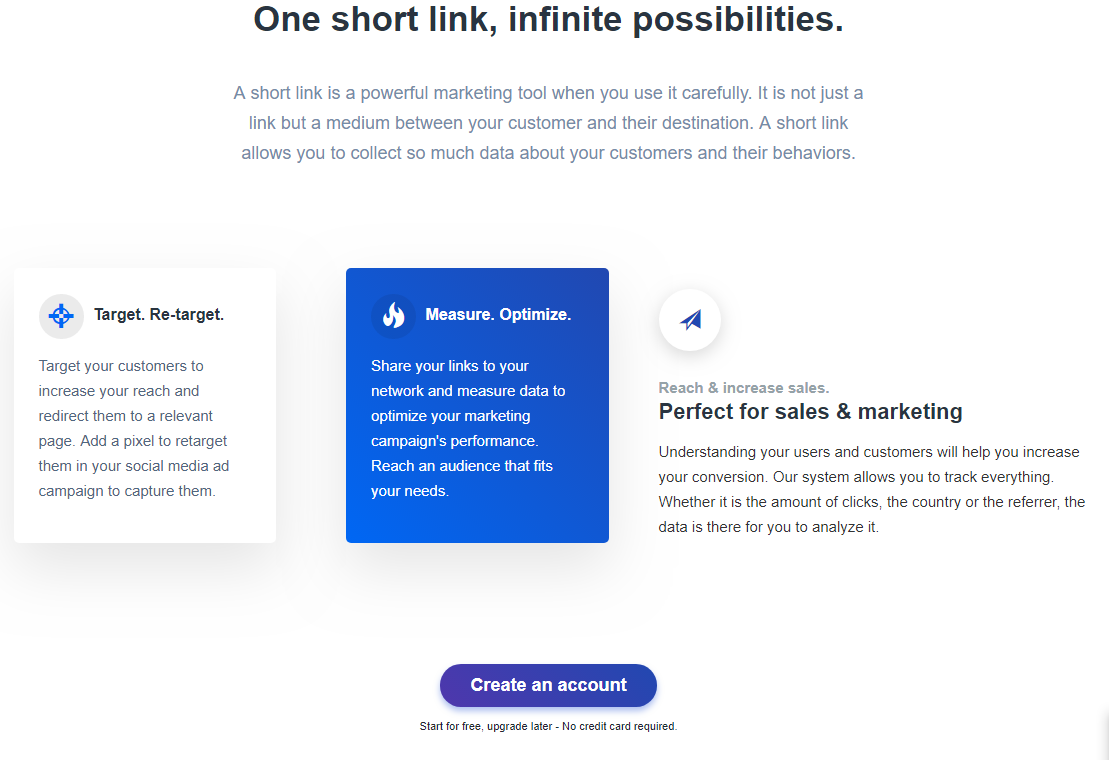 One short link, infinite possibilities.
A short link is a powerful marketing tool when you use it carefully. It is not just a
link but a medium between your customer and their destination. A short link
allows you to collect so much data about your customers and their behaviors.
Target. Re-target.
Target your customers to
increase your reach and
redirect them to a relevant
page. Add a pixel to retarget
them in your social media ad
campaign to capture them.
Measure. Optimize.
Share your links to your
network and measure data to
optimize your marketing
campaign's performance.
Reach an audience that fits
your needs.
Reach & increase sales.
Perfect for sales & marketing
Understanding your users and customers will help you increase
your conversion. Our system allows you to track everything.
Whether it is the amount of clicks, the country or the referrer, the
data is there for you to analyze it.
Create an account
Start for free, upgrade later - No credit card required.